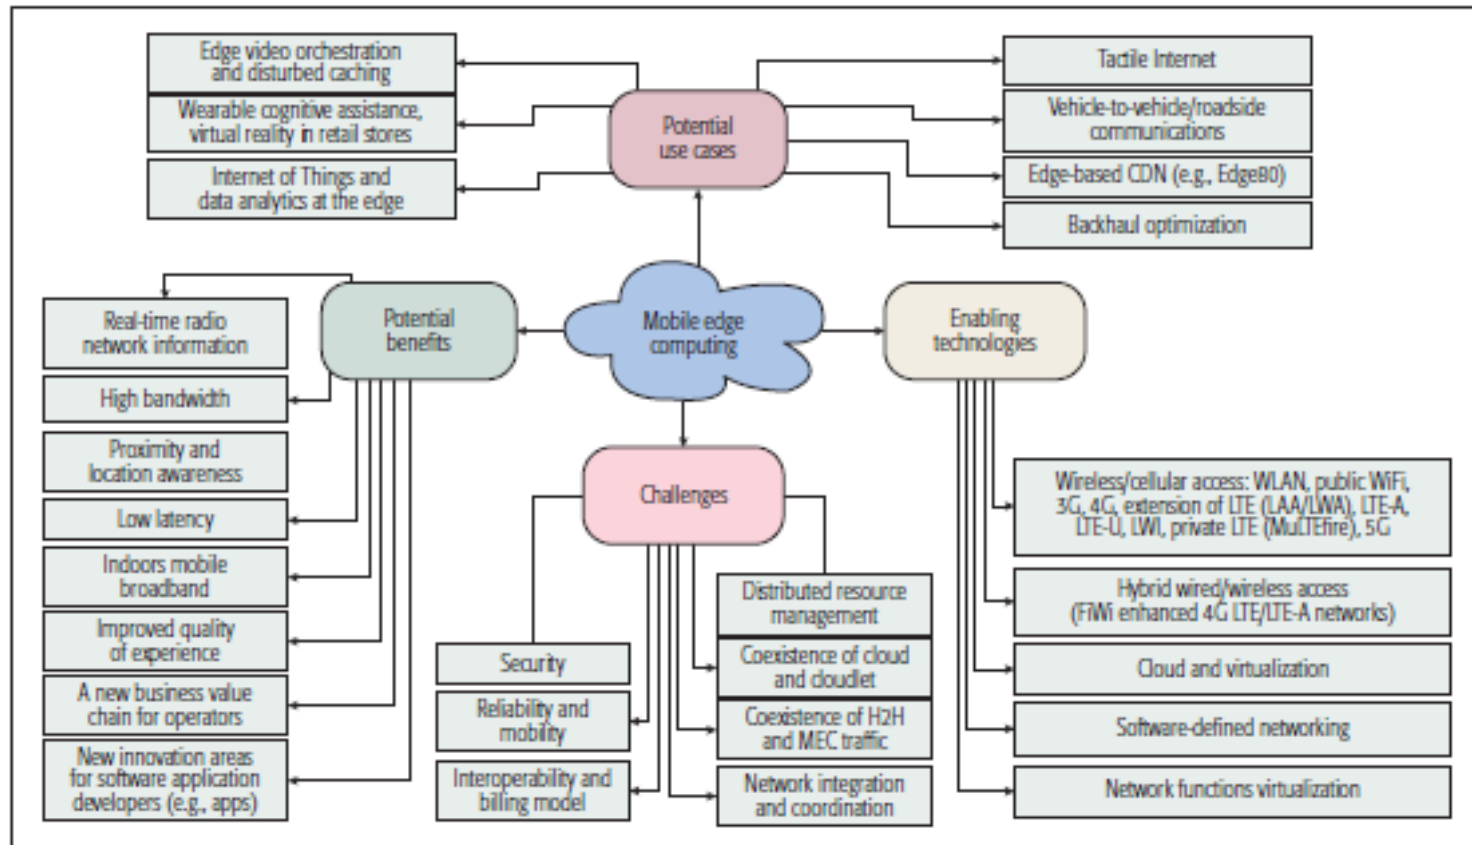 Edge video orchestration
and disturbed caching
Wearable cognitive assistance,
virtual reality in retail stores
Internet of Things and
data analytics at the edge
Potential
use cases
Tactile Internet
Vehicle-to-vehicle/roadside
communications
Edge-based CDN (e.g., EdgeB0)
Backhaul optimization
Real-time radio
network information
High bandwidth
Proximity and
location awareness
Low latency
Indoors mobile
broadband
Improved quality
of experience
A new business value
chain for operators
New innovation areas
for software application
developers (e.g., apps)
Potential
benefits
Mobile edge
computing
Enabling
technologies
Challenges
Security
Reliability and
mobility
Interoperability and
billing model
Distributed resource
management
Coexistence of cloud
and cloudlet
Coexistence of H2H
and MEC traffic
Network integration
and coordination
Wireless/cellular access: WLAN, public WiFi,
3G, 4G, extension of LTE (LAA/LWA), LTE-A,
LTE-U, LWI, private LTE (MuLTEfire), 5G
Hybrid wired/wireless access
(FiWi enhanced 4G LTE/LTE-A networks)
Cloud and virtualization
Software-defined networking
Network functions virtualization